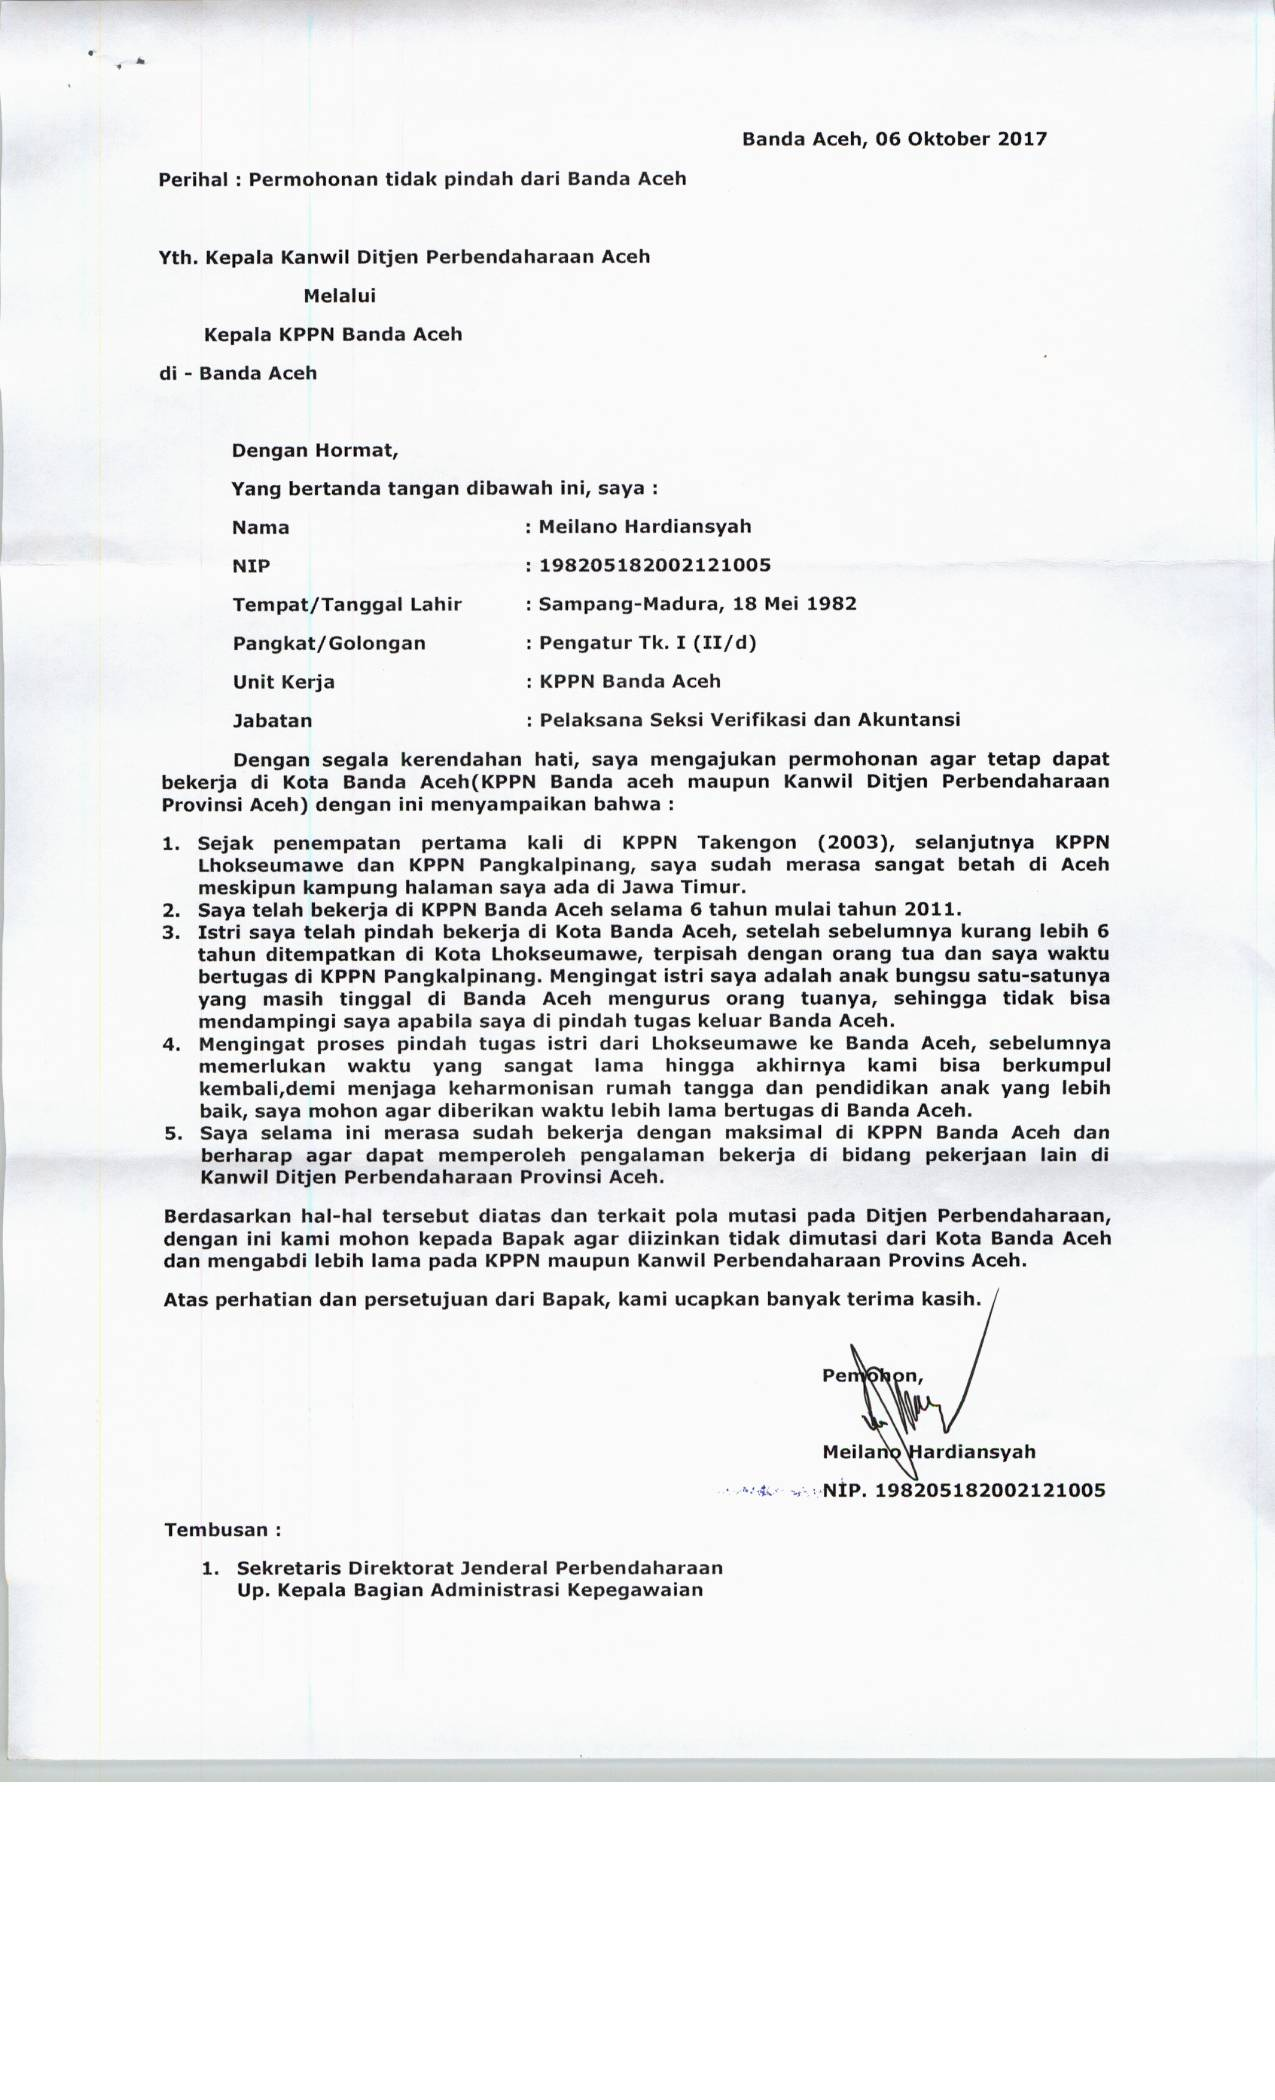 Banda Aceh, 06 Oktober 2017
Perihal : Permohonan tidak pindah dari Banda Aceh
Yth. Kepala Kanwil Ditjen Perbendaharaan Aceh
Melalui
Kepala KPPN Banda Aceh
di - Banda Aceh
Dengan Hormat,
Yang bertanda tangan dibawah ini, saya :
Nama : Meilano Hardiansyah
NIP : 198205182002121005
Tempat/Tanggal Lahir : Sampang-Madura, 18 Mei 1982
Pangkat/Golongan : Pengatur Tk. I (II/d)
Unit Kerja : KPPN Banda Aceh
Jabatan : Pelaksana Seksi Verifikasi dan Akuntansi
Dengan segala kerendahan hati, saya mengajukan permohonan agar tetap dapat
bekerja di Kota Banda Aceh(KPPN Banda aceh maupun Kanwil Ditjen Perbendaharaan
Provinsi Aceh) dengan ini menyampaikan bahwa :
1. Sejak penempatan pertama kali di KPPN Takengon (2003), selanjutnya KPPN
Lhokseumawe dan KPPN Pangkalpinang, saya sudah merasa sangat betah di Aceh
meskipun kampung halaman saya ada di Jawa Timur.
2. Saya telah bekerja di KPPN Banda Aceh selama 6 tahun mulai tahun 2011.
3. Istri saya telah pindah bekerja di Kota Banda Aceh, setelah sebelumnya kurang lebih 6
tahun ditempatkan di Kota Lhokseumawe, terpisah dengan orang tua dan saya waktu
bertugas di KPPN Pangkalpinang. Mengingat istri saya adalah anak bungsu satu-satunya
yang masih tinggal di Banda Aceh mengurus orang tuanya, sehingga tidak bisa
mendampingi saya apabila saya di pindah tugas keluar Banda Aceh.
4. Mengingat proses pindah tugas istri dari Lhokseumawe ke Banda Aceh, sebelumnya
memerlukan waktu yang sangat lama hingga akhirnya kami bisa berkumpul
kembali,demi menjaga keharmonisan rumah tangga dan pendidikan anak yang lebih
baik, saya mohon agar diberikan waktu lebih lama bertugas di Banda Aceh.
5. Saya selama ini merasa sudah bekerja dengan maksimal di KPPN Banda Aceh dan
berharap agar dapat memperoleh pengalaman bekerja di bidang pekerjaan lain di
Kanwil Ditjen Perbendaharaan Provinsi Aceh.
Berdasarkan hal-hal tersebut diatas dan terkait pola mutasi pada Ditjen Perbendaharaan,
dengan ini kami mohon kepada Bapak agar diizinkan tidak dimutasi dari Kota Banda Aceh
dan mengabdi lebih lama pada KPPN maupun Kanwil Perbendaharaan Provins Aceh.
Atas perhatian dan persetujuan dari Bapak, kami ucapkan banyak terima kasih.
Pemohon,
Meilano Hardiansyah
NIP. 198205182002121005
Tembusan :
1. Sekretaris Direktorat Jenderal Perbendaharaan
Up. Kepala Bagian Administrasi Kepegawaian